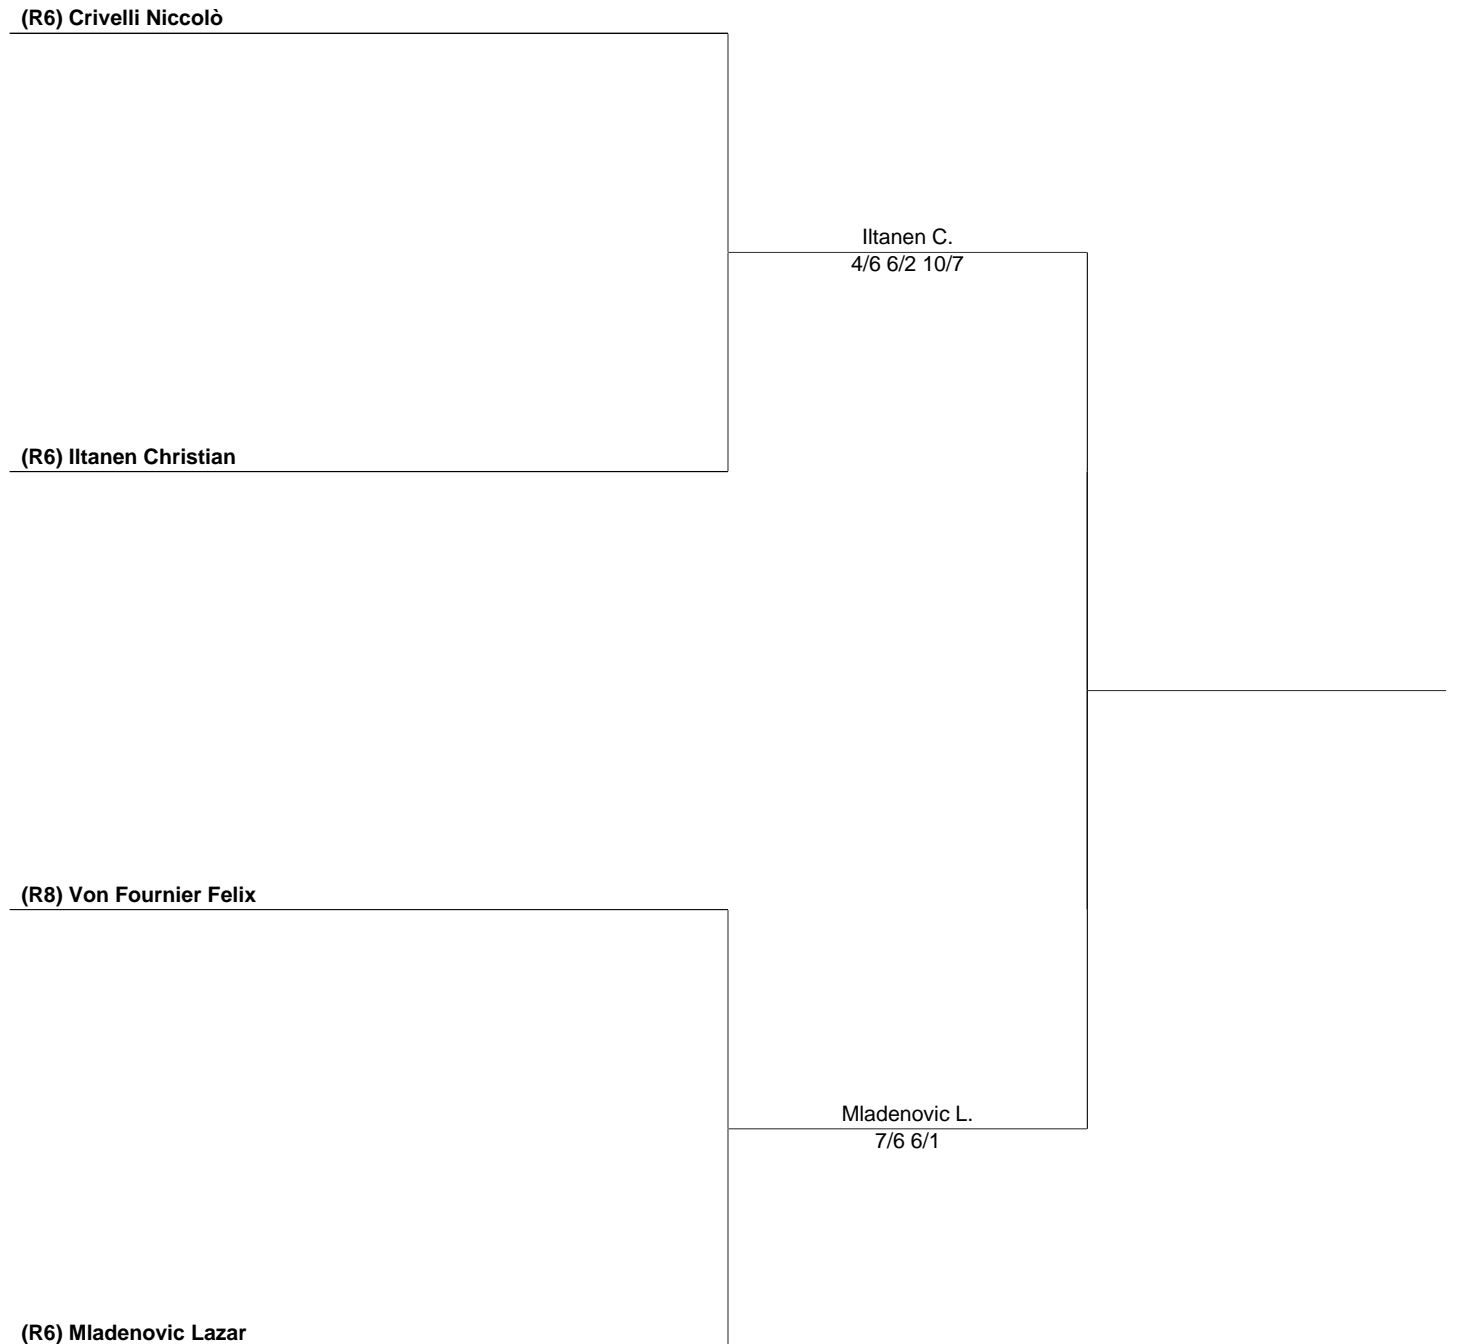 (R6) Crivelli Niccolò
Iltanen C.
4/6 6/2 10/7
(R6) Iltanen Christian
(R8) Von Fournier Felix
Mladenovic L.
7/6 6/1
(R6) Mladenovic Lazar